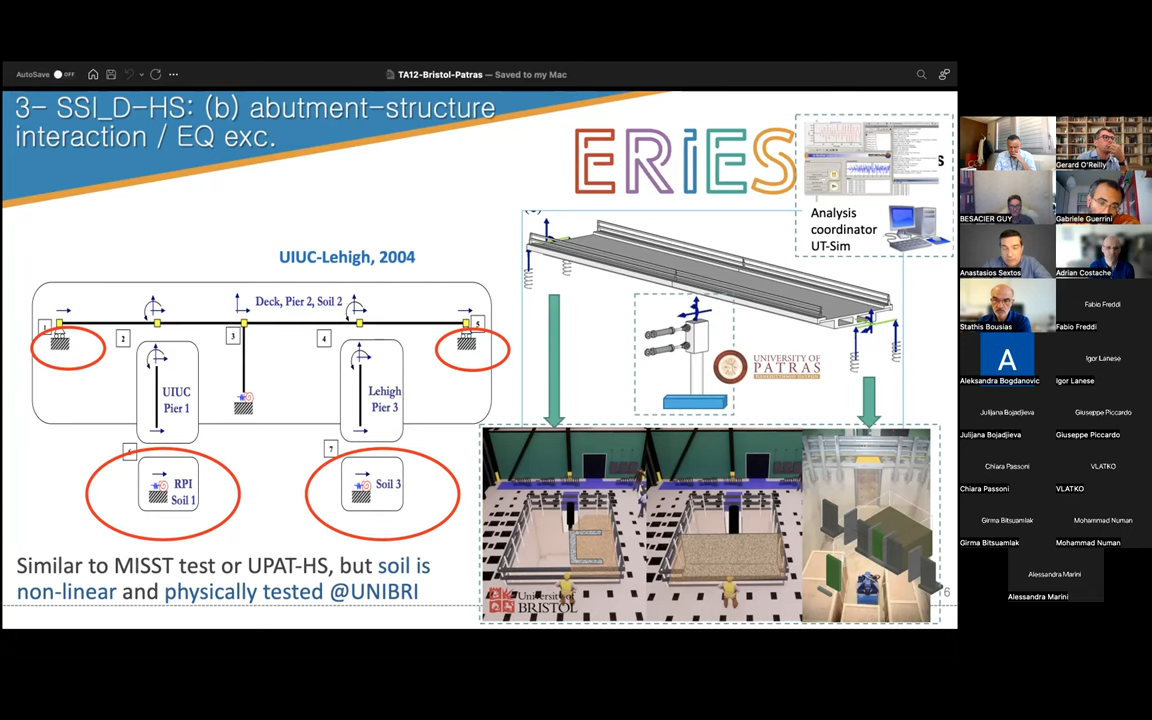 AutoSave OFF
TA12-Bristol-Patras — Saved to my Mac
3- SSI_D-HS: (b) abutment-structure
interaction / EQ exc.
ERIES
s
Analysis
coordinator
UT-Sim
UIUC-Lehigh, 2004
Deck, Pier 2, Soil 2
1
2
3
4
5
UIUC
Pier 1
Lehigh
Pier 3
7
RPI
Soil 1
Soil 3
UNIVERSITY OF
PATRAS
University of
BRISTOL
Similar to MISST test or UPAT-HS, but soil is
non-linear and physically tested @UNIBRI
6
Gerard O'Reilly
BESACIER GUY
Gabriele Guerrini
Anastasios Sextos
Adrian Costache
Stathis Bousias
Fabio Freddi
Fabio Freddi
A
Aleksandra Bogdanovic
Igor Lanese
Igor Lanese
Julijana Bojadjieva
Julijana Bojadjieva
Giuseppe Piccardo
Giuseppe Piccardo
Chiara Passoni
Chiara Passoni
VLATKO
VLATKO
Girma Bitsuamlak
Girma Bitsuamlak
Mohammad Numan
Mohammad Numan
Alessandra Marini
Alessandra Marini